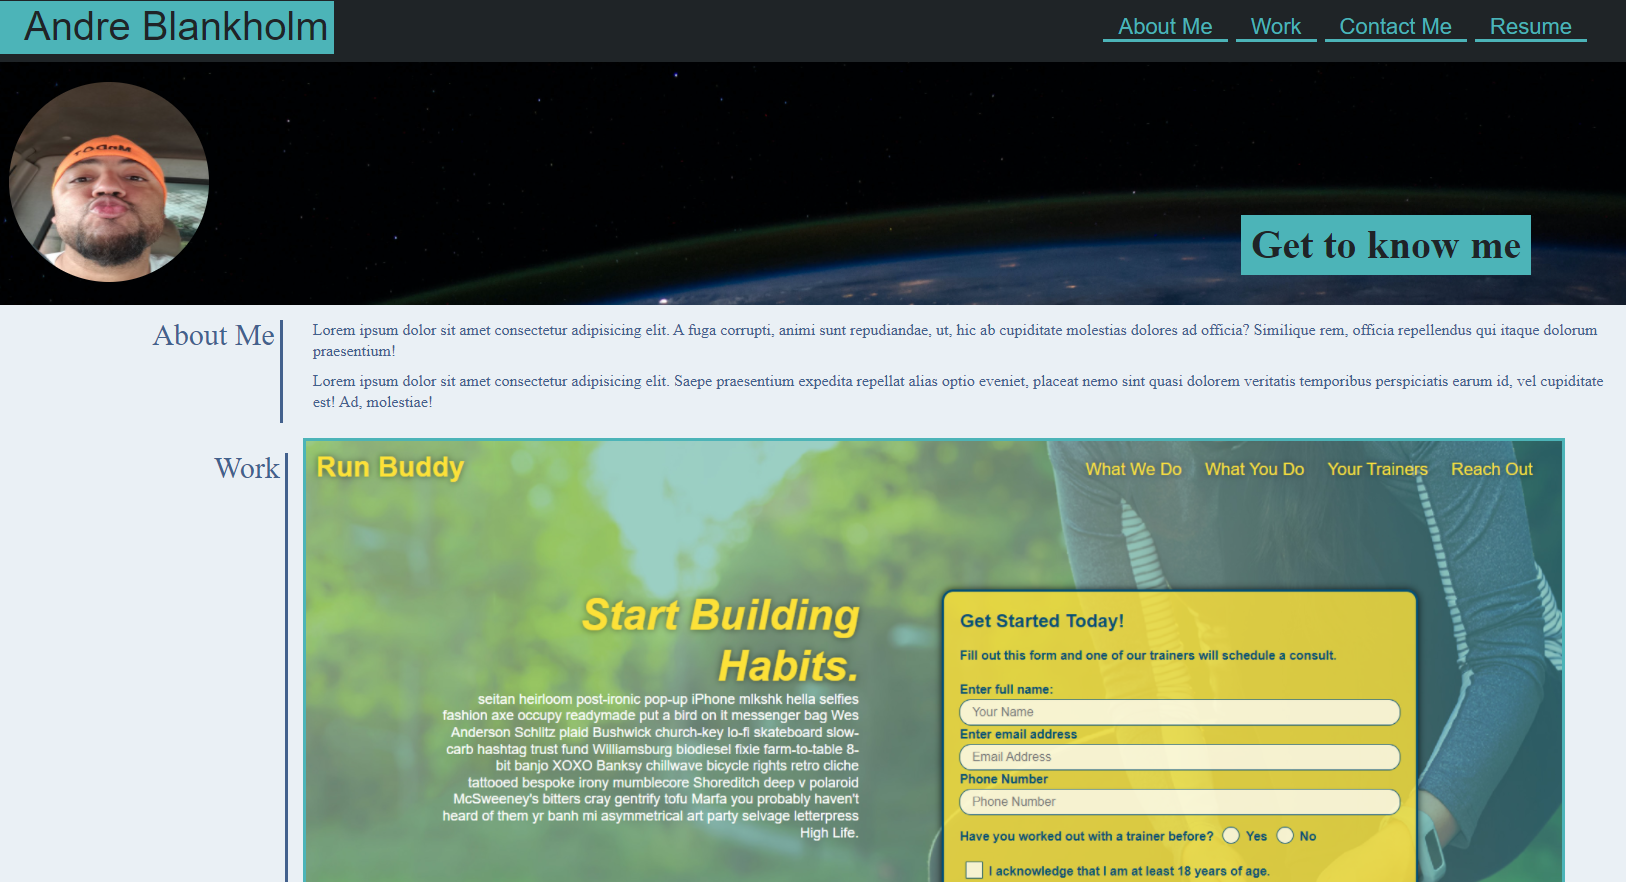 Andre Blankholm
About Me Work Contact Me Resume
Get to know me
About Me
Lorem ipsum dolor sit amet consectetur adipisicing elit. A fuga corrupti, animi sunt repudiandae, ut, hic ab cupiditate molestias dolores ad officia? Similique rem, officia repellendus qui itaque dolorum
praesentium!
Lorem ipsum dolor sit amet consectetur adipisicing elit. Saepe praesentium expedita repellat alias optio eveniet, placeat nemo sint quasi dolorem veritatis temporibus perspiciatis earum id, vel cupiditate
est! Ad, molestiae!
Work
Run Buddy
What We Do What You Do Your Trainers Reach Out
Start Building
Habits.
seitan heirloom post-ironic pop-up iPhone mlkshk hella selfies
fashion axe occupy readymade put a bird on it messenger bag Wes
Anderson Schlitz plaid Bushwick church-key lo-fi skateboard slow-
carb hashtag trust fund Williamsburg biodiesel fixie farm-to-table 8-
bit banjo XOXO Banksy chillwave bicycle rights retro cliche
tattooed bespoke irony mumblecore Shoreditch deep v polaroid
McSweeney's bitters cray gentrify tofu Marfa you probably haven't
heard of them yr banh mi asymmetrical art party selvage letterpress
High Life.
Get Started Today!
Fill out this form and one of our trainers will schedule a consult.
Enter full name:
Your Name
Enter email address
Email Address
Phone Number
Phone Number
Have you worked out with a trainer before? Yes No
I acknowledge that I am at least 18 years of age.